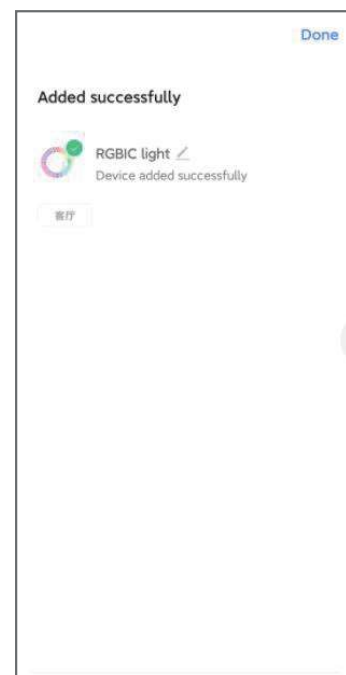 Done
Added successfully
RGBIC light
Device added successfully
客厅